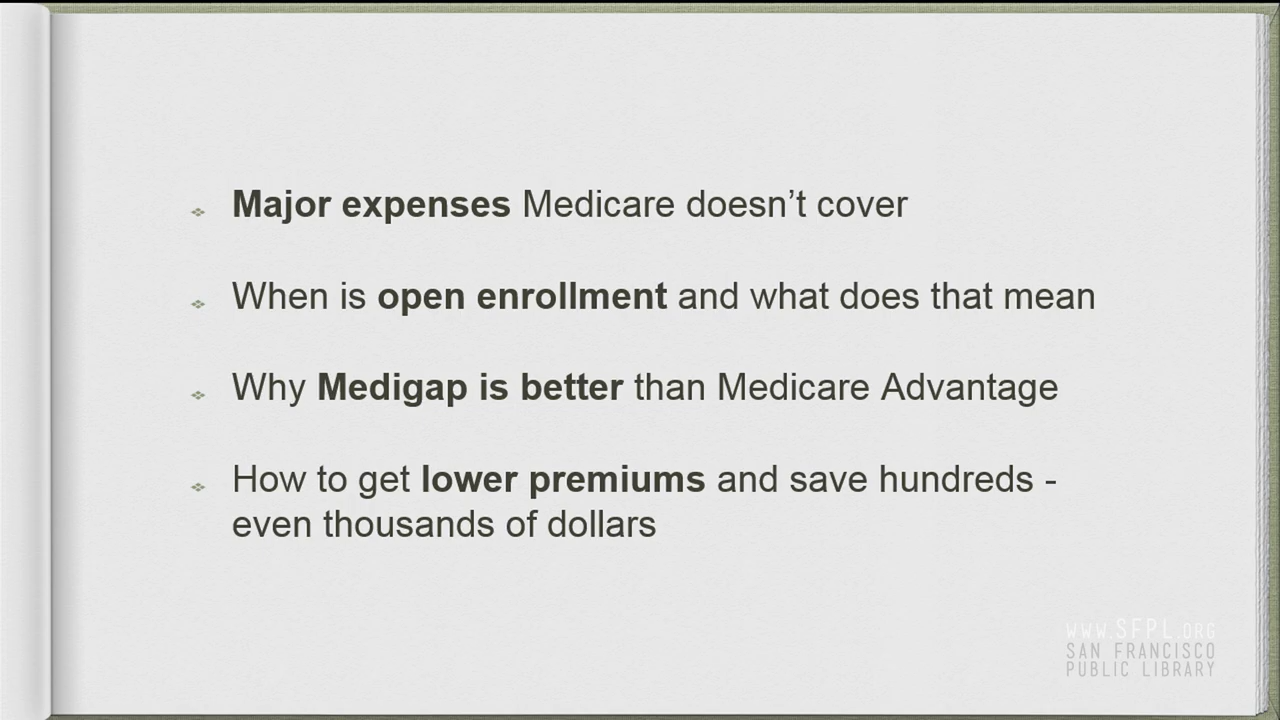 Major expenses Medicare doesn’t cover
When is open enrollment and what does that mean
Why Medigap is better than Medicare Advantage
How to get lower premiums and save hundreds -
even thousands of dollars
WWW.SFPL.ORG
SAN FRANCISCO
PUBLIC LIBRARY